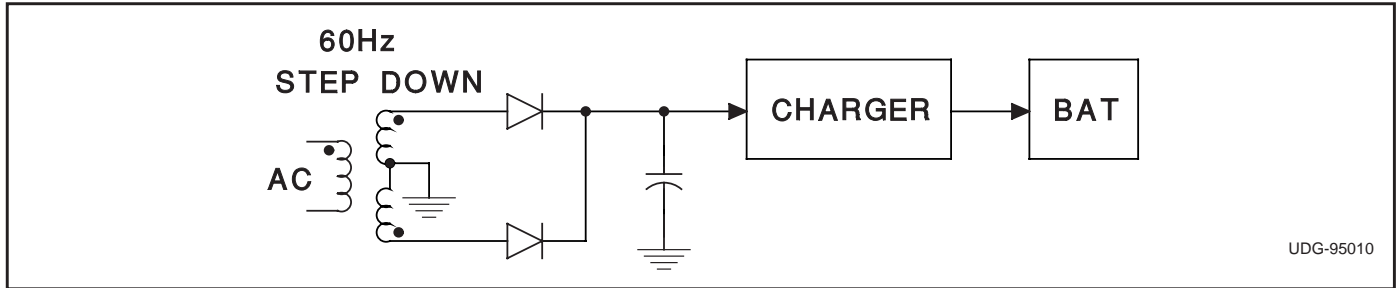 60Hz
STEP DOWN
AC
CHARGER
BAT
UDG-95010